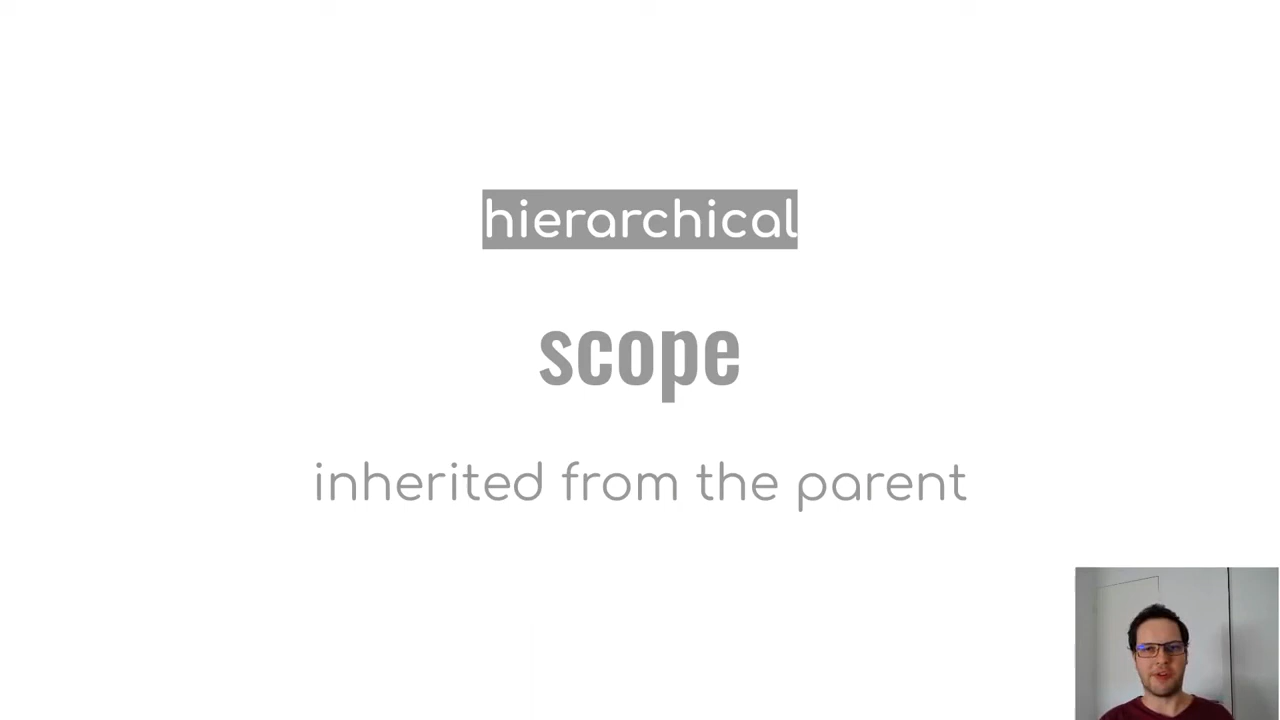 hierarchical
scope
inherited from the parent